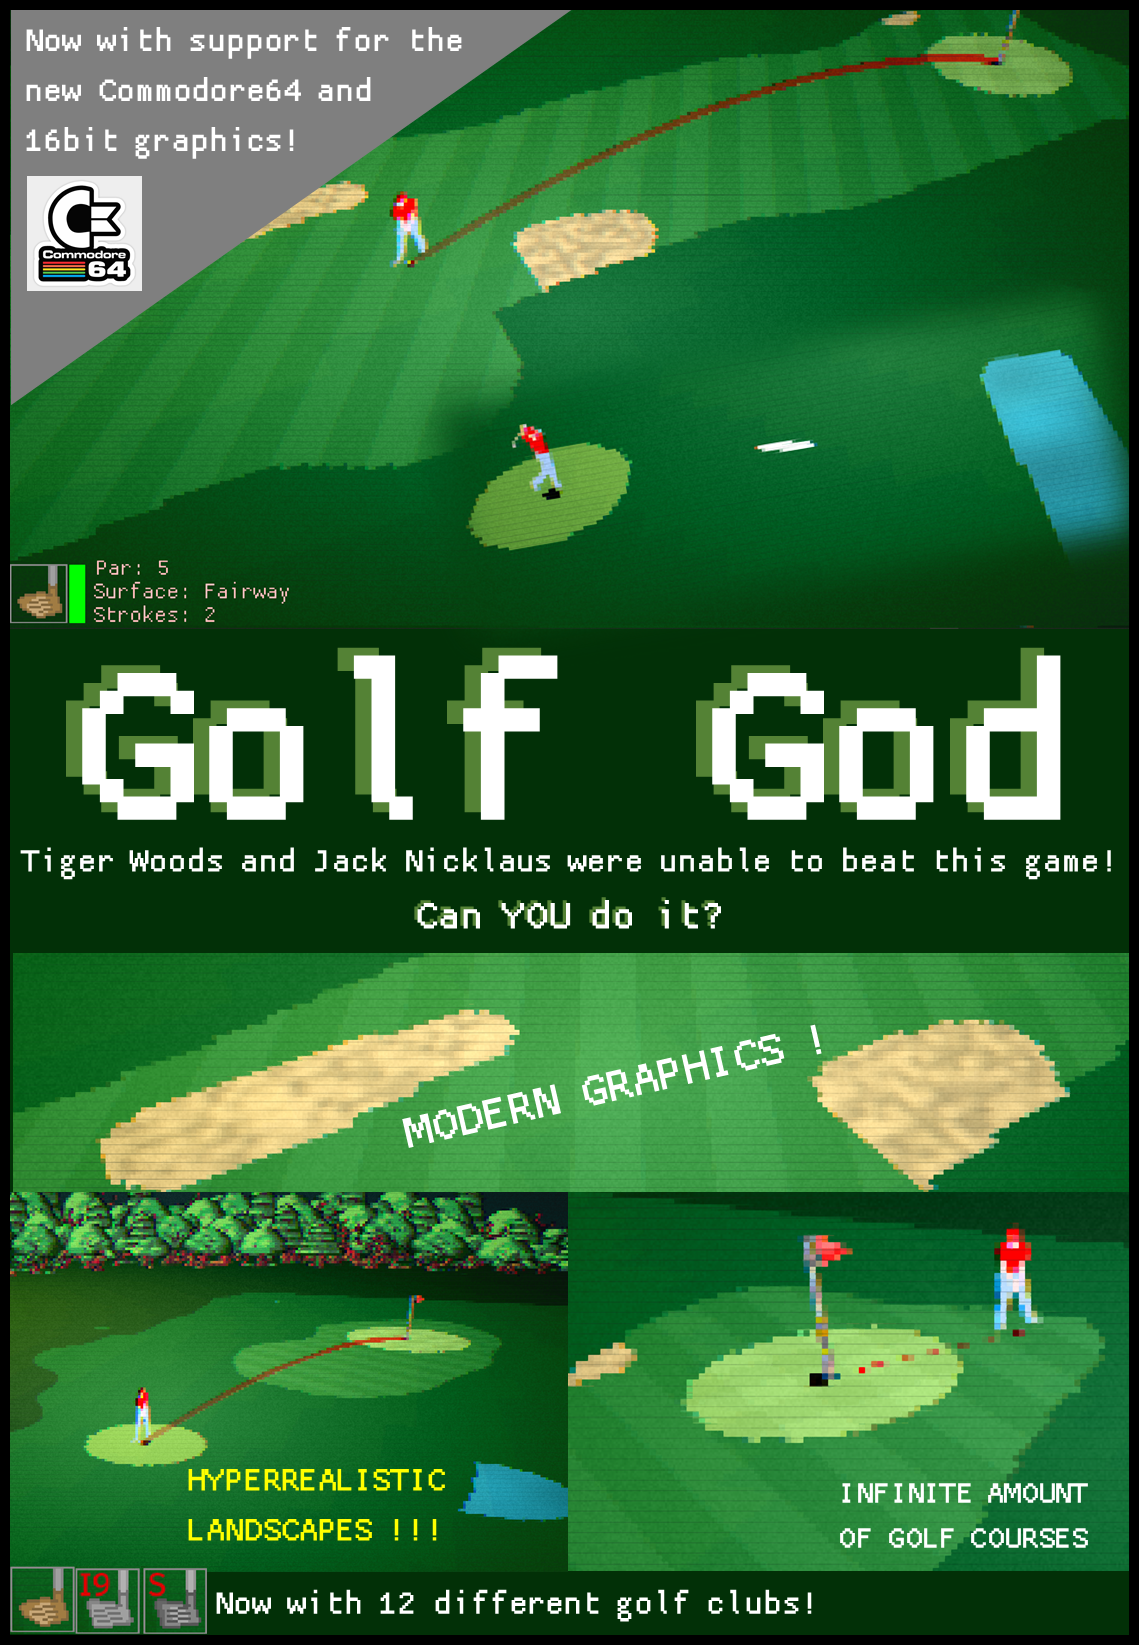 Now with support for the
new Commodore64 and
16bit graphics!
Commodore
64
Par: 5
Surface: Fairway
Strokes: 2
Golf God
Tiger Woods and Jack Nicklaus were unable to beat this game!
Can YOU do it?
MODERN GRAPHICS !
HYPERREALISTIC
LANDSCAPES !!!
INFINITE AMOUNT
OF GOLF COURSES
I9
S
Now with 12 different golf clubs!